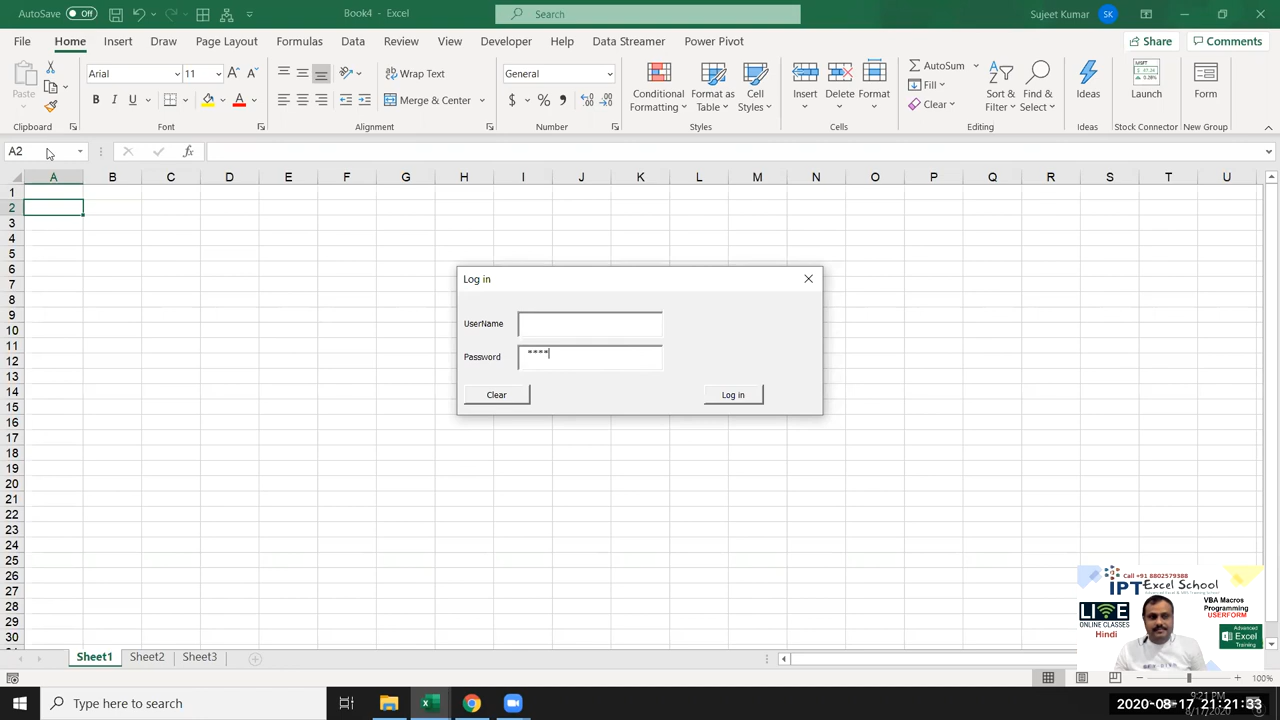 AutoSave Off Book4 - Excel Search Sujeet Kumar SK
File Home Insert Draw Page Layout Formulas Data Review View Developer Help Data Streamer Power Pivot Share Comments
Paste Arial 11 Wrap Text General AutoSum
Merge & Center Conditional Formatting Format as Table Cell Styles Insert Delete Format Fill Clear Sort & Filter Find & Select Ideas Launch Form
Clipboard Font Alignment Number Styles Cells Editing Ideas Stock Connector New Group
A2 fx
A B C D E F G H I J K L M N O P Q R S T U
1
2
3
4
5
6
7
8
9
10
11
12
13
14
15
16
17
18
19
20
21
22
23
24
25
26
27
28
29
30
Log in
UserName
Password ****
Clear Log in
Call +91 8802579388
IPT Excel School
LIVE
ONLINE CLASSES
Hindi
VBA Macros
Programming
USERFORM
Advanced
Excel
Training
Sheet1 Sheet2 Sheet3
100%
Type here to search
9:21 PM
8/17/2020
2020-08-17 21:21:33